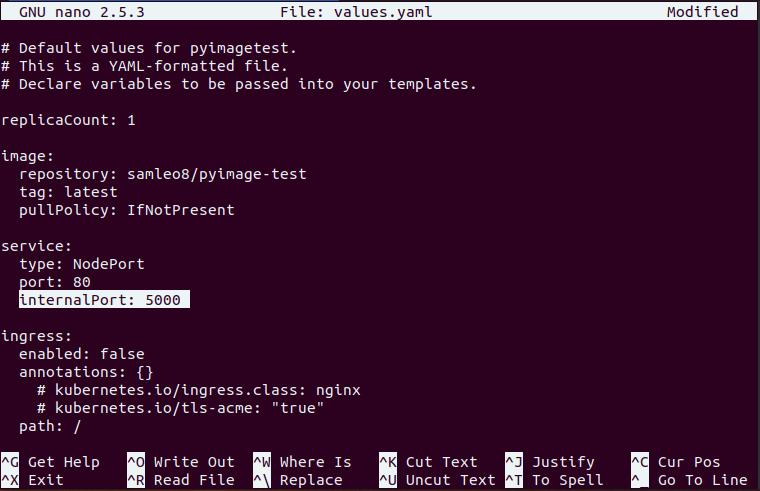 GNU nano 2.5.3 File: values.yaml Modified
# Default values for pyimagetest.
# This is a YAML-formatted file.
# Declare variables to be passed into your templates.
replicaCount: 1
image:
  repository: samleo8/pyimage-test
  tag: latest
  pullPolicy: IfNotPresent
service:
  type: NodePort
  port: 80
  internalPort: 5000
ingress:
  enabled: false
  annotations: {}
    # kubernetes.io/ingress.class: nginx
    # kubernetes.io/tls-acme: "true"
  path: /
^G Get Help ^O Write Out ^W Where Is ^K Cut Text ^J Justify ^C Cur Pos
^X Exit ^R Read File ^\ Replace ^U Uncut Text ^T To Spell ^_ Go To Line